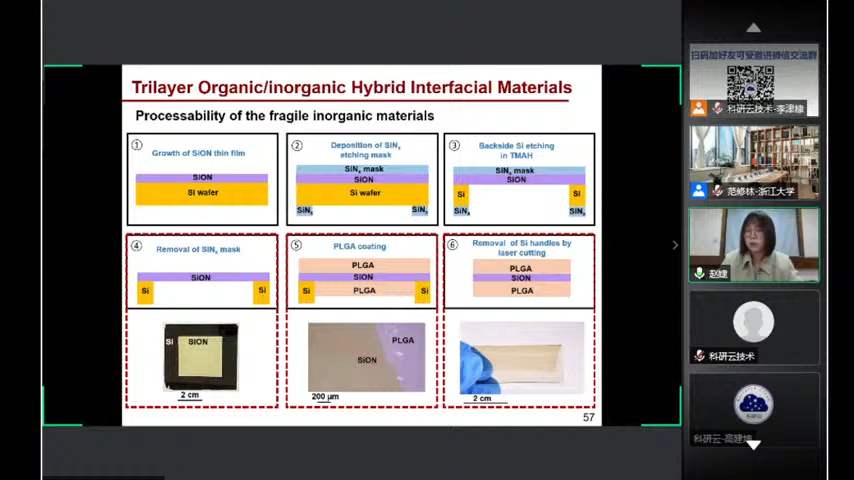 Trilayer Organic/inorganic Hybrid Interfacial Materials
Processability of the fragile inorganic materials
①
Growth of SiON thin film
SiON
Si wafer
②
Deposition of SiNx
etching mask
SiNx mask
SiON
Si wafer
SiNx
SiNx
③
Backside Si etching
in TMAH
SiNx mask
SiON
Si
Si
SiNx
SiNx
④
Removal of SiNx mask
SiON
Si
Si
Si
SiON
2 cm
⑤
PLGA coating
PLGA
SiON
Si
PLGA
Si
PLGA
SiON
200 μm
⑥
Removal of Si handles by
laser cutting
PLGA
SiON
PLGA
2 cm
57
扫码加好友可受邀进微信交流群
科研云技术-李津棣
范修林-浙江大学
赵婕
科研云技术
科研云-高建坤